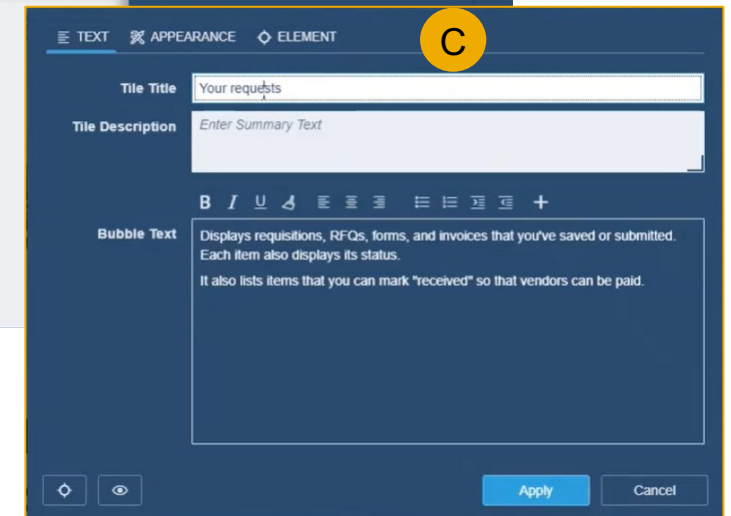 TEXT APPEARANCE ELEMENT
C
Tile Title Your requests
Tile Description Enter Summary Text
B I U
Bubble Text Displays requisitions, RFQs, forms, and invoices that you've saved or submitted.
Each item also displays its status.
It also lists items that you can mark "received" so that vendors can be paid.
Apply Cancel